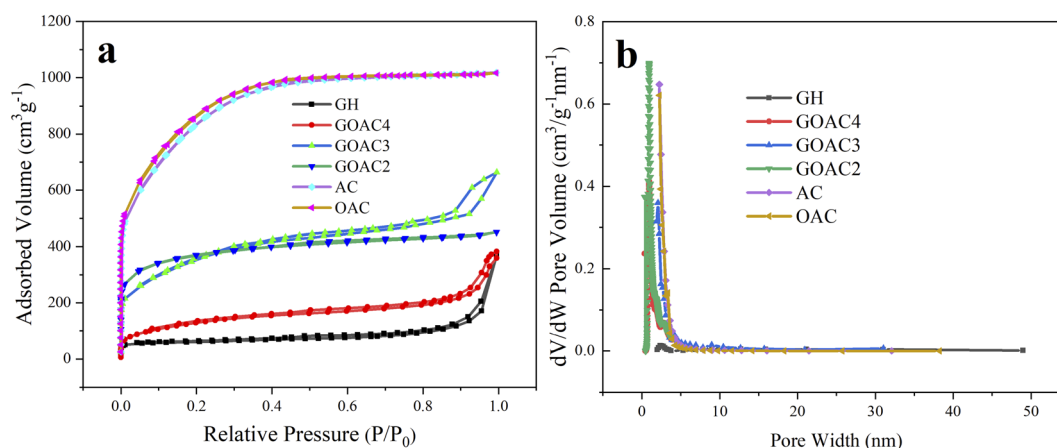 a
1200
1000
800
600
400
200
0
Adsorbed Volume (cm³g⁻¹)
GH
GOAC4
GOAC3
GOAC2
AC
OAC
0.0 0.2 0.4 0.6 0.8 1.0
Relative Pressure (P/P₀)
b
0.8
0.6
0.4
0.2
0.0
dV/dW Pore Volume (cm³/g⁻¹nm⁻¹)
GH
GOAC4
GOAC3
GOAC2
AC
OAC
0 10 20 30 40 50
Pore Width (nm)